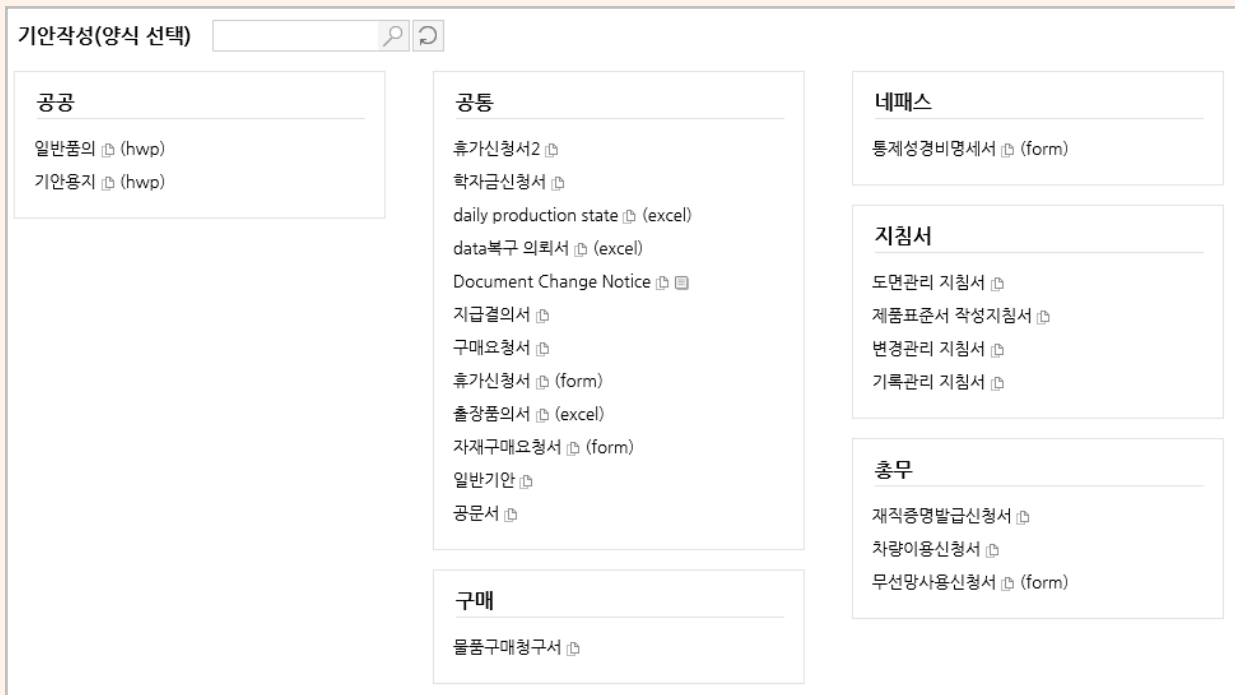 기안작성(양식 선택)
공공
일반품의 (hwp)
기안용지 (hwp)
공통
휴가신청서2
학자금신청서
daily production state (excel)
data복구 의뢰서 (excel)
Document Change Notice
지급결의서
구매요청서
휴가신청서 (form)
출장품의서 (excel)
자재구매요청서 (form)
일반기안
공문서
구매
물품구매청구서
네패스
통제성경비명세서 (form)
지침서
도면관리 지침서
제품표준서 작성지침서
변경관리 지침서
기록관리 지침서
총무
재직증명발급신청서
차량이용신청서
무선망사용신청서 (form)